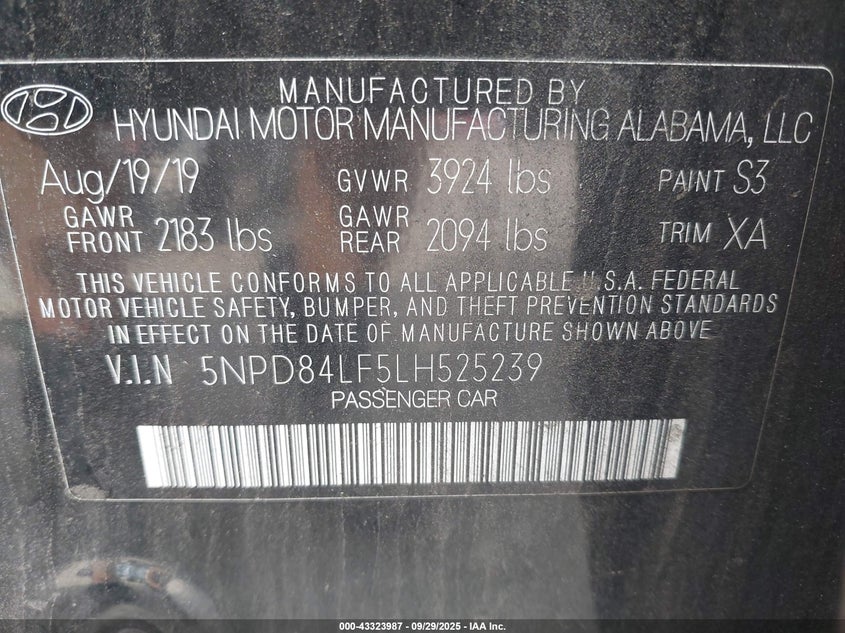 MANUFACTURED BY
HYUNDAI MOTOR MANUFACTURING ALABAMA, LLC
Aug/19/19 GVWR 3924 lbs PAINT S3
GAWR FRONT 2183 lbs GAWR REAR 2094 lbs TRIM XA
THIS VEHICLE CONFORMS TO ALL APPLICABLE U.S.A. FEDERAL
MOTOR VEHICLE SAFETY, BUMPER, AND THEFT PREVENTION STANDARDS
IN EFFECT ON THE DATE OF MANUFACTURE SHOWN ABOVE
V.I.N 5NPD84LF5LH525239
PASSENGER CAR
000-43323987 - 09/29/2025 - IAA Inc.